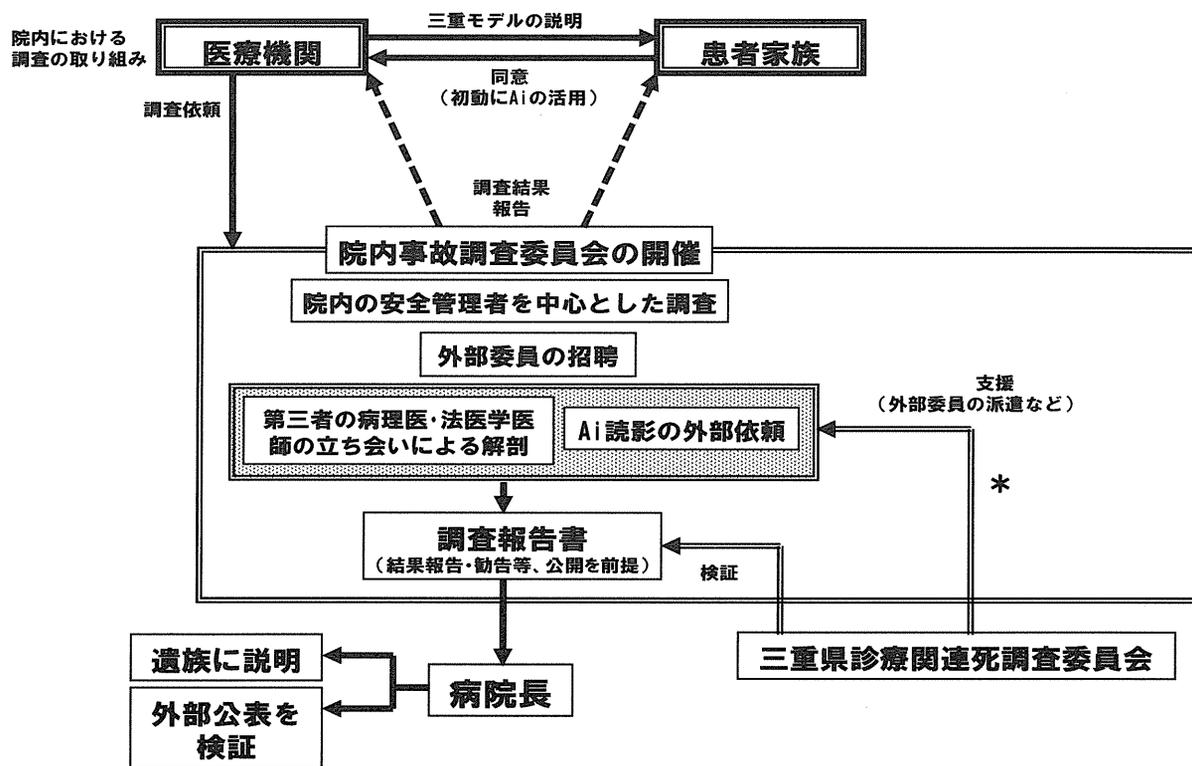 三重モデルの説明
院内における
調査の取り組み
医療機関
患者家族
同意
（初動にAiの活用）
調査依頼
調査結果
報告
院内事故調査委員会の開催
院内の安全管理者を中心とした調査
外部委員の招聘
支援
（外部委員の派遣など）
第三者の病理医・法医学医
師の立ち会いによる解剖
Ai読影の外部依頼
＊
調査報告書
（結果報告・勧告等、公開を前提）
検証
遺族に説明
三重県診療関連死調査委員会
病院長
外部公表を
検証